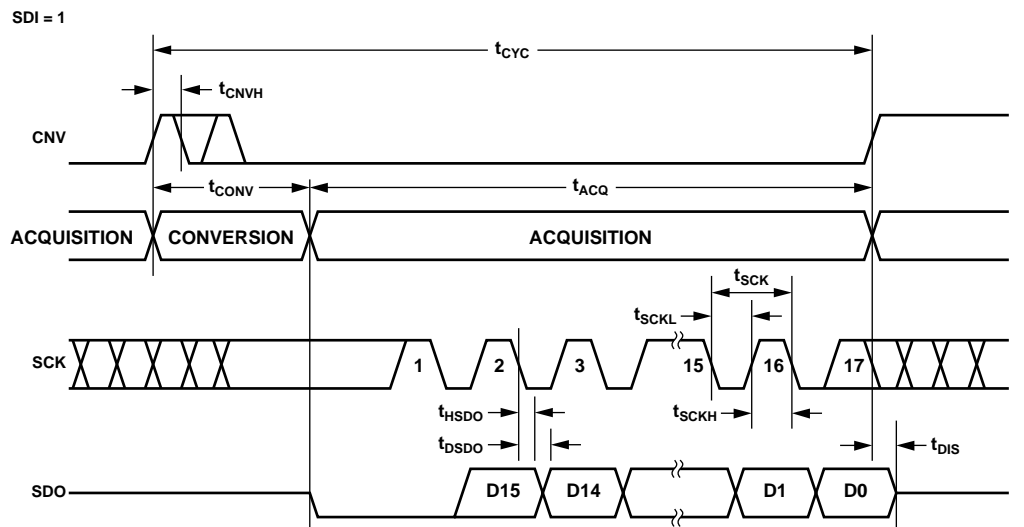 SDI = 1
tCYC
tCNVH
CNV
tCONV
tACQ
ACQUISITION
CONVERSION
ACQUISITION
tSCK
tSCKL
SCK
1
2
3
15
16
17
tHSDO
tSCKH
tDSDO
tDIS
SDO
D15
D14
D1
D0